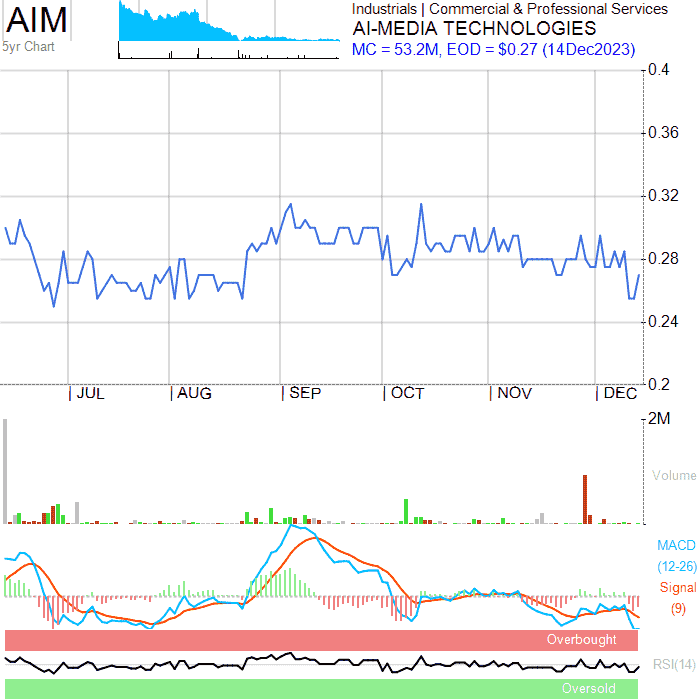 AIM
5yr Chart
Industrials | Commercial & Professional Services
AI-MEDIA TECHNOLOGIES
MC = 53.2M, EOD = $0.27 (14Dec2023)
0.4
0.36
0.32
0.28
0.24
0.2
| JUL | AUG | SEP | OCT | NOV | DEC
2M
Volume
MACD
(12-26)
Signal
(9)
Overbought
RSI(14)
Oversold